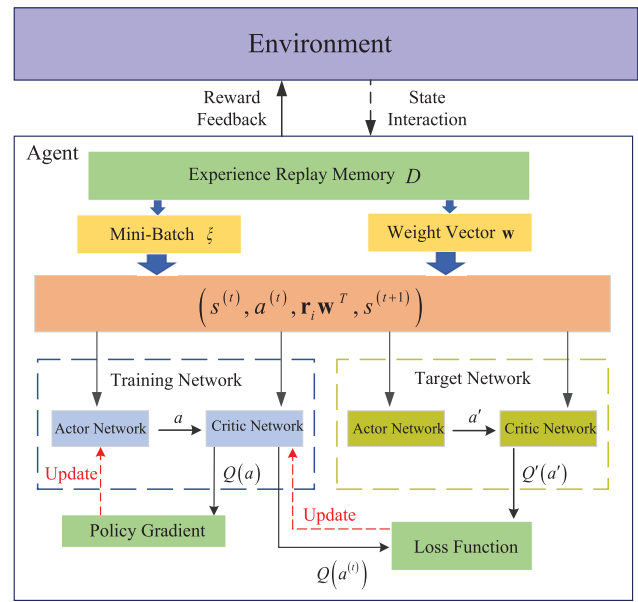 Environment
Reward
Feedback
State
Interaction
Agent
Experience Replay Memory D
Mini-Batch ξ
Weight Vector w
(s^(t), a^(t), r_i w^T, s^(t+1))
Training Network
Target Network
Actor Network
a
Critic Network
Actor Network
a′
Critic Network
Update
Q(a)
Q′(a′)
Update
Policy Gradient
Loss Function
Q(a^(t))